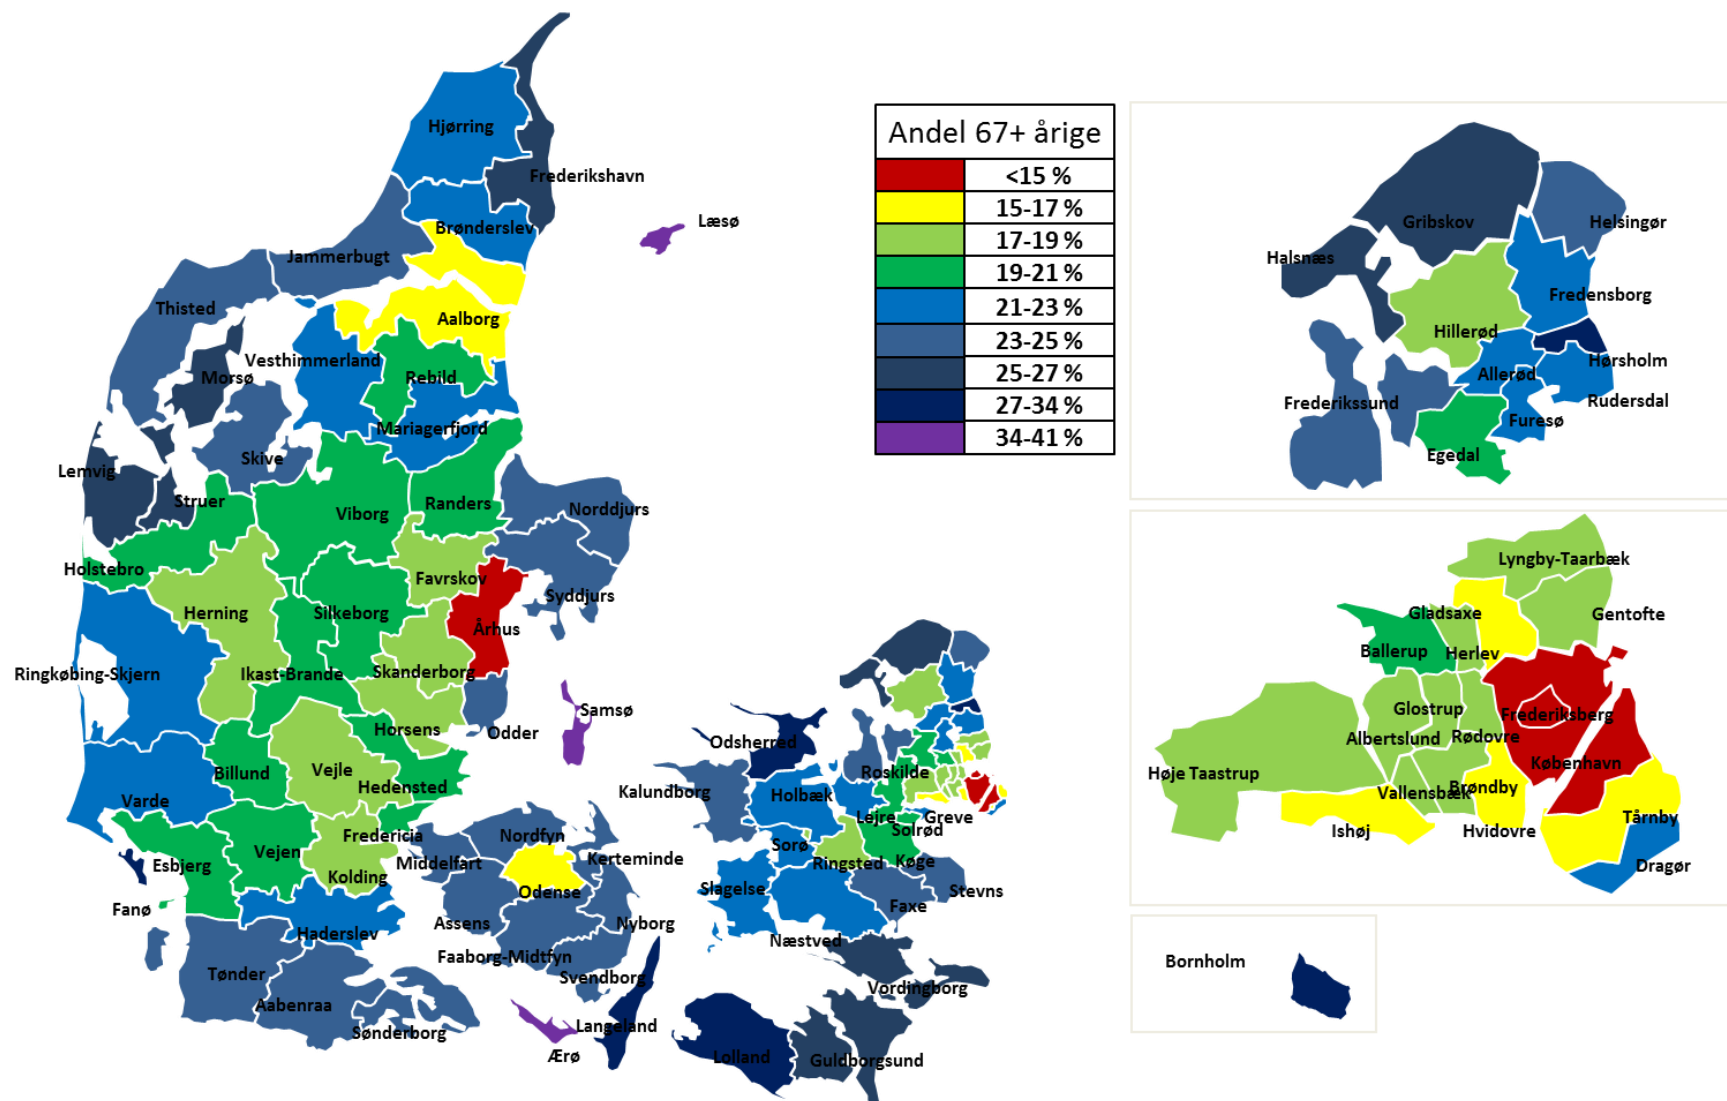 Hjørring
Frederikshavn
Læsø
Brønderslev
Jammerbugt
Thisted
Aalborg
Vesthimmerland
Rebild
Morsø
Mariagerfjord
Skive
Lemvig
Struer
Randers
Viborg
Norddjurs
Holstebro
Favrskov
Syddjurs
Herning
Silkeborg
Århus
Ringkøbing-Skjern
Ikast-Brande
Skanderborg
Samsø
Horsens
Odder
Billund
Vejle
Hedensted
Varde
Fredericia
Nordfyn
Esbjerg
Vejen
Middelfart
Kerteminde
Kolding
Odense
Fanø
Assens
Nyborg
Haderslev
Faaborg-Midtfyn
Tønder
Svendborg
Aabenraa
Sønderborg
Langeland
Ærø
Odsherred
Roskilde
Kalundborg
Holbæk
Lejre
Greve
Solrød
Sorø
Ringsted
Køge
Slagelse
Stevns
Faxe
Næstved
Vordingborg
Lolland
Guldborgsund
Andel 67+ årige
<15 %
15-17 %
17-19 %
19-21 %
21-23 %
23-25 %
25-27 %
27-34 %
34-41 %
Gribskov
Helsingør
Halsnæs
Fredensborg
Hillerød
Hørsholm
Allerød
Frederikssund
Rudersdal
Furesø
Egedal
Lyngby-Taarbæk
Gladsaxe
Gentofte
Ballerup
Herlev
Glostrup
Frederiksberg
Albertslund
Rødovre
Høje Taastrup
København
Vallensbæk
Brøndby
Ishøj
Hvidovre
Tårnby
Dragør
Bornholm